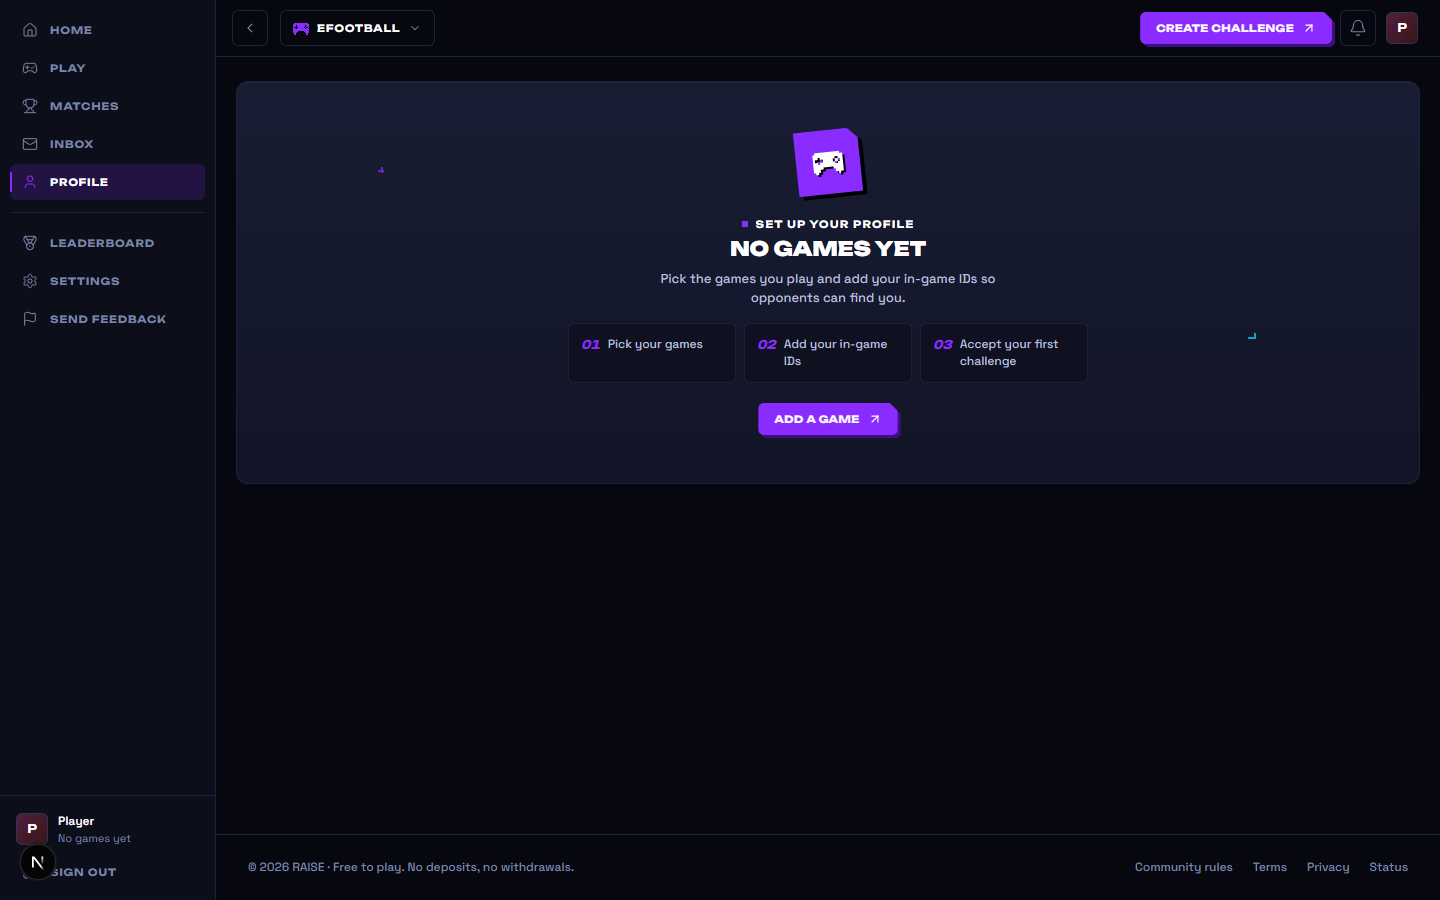 HOME
PLAY
MATCHES
INBOX
PROFILE
LEADERBOARD
SETTINGS
SEND FEEDBACK
P
Player
No games yet
N
SIGN OUT
EFOOTBALL
CREATE CHALLENGE
P
SET UP YOUR PROFILE
NO GAMES YET
Pick the games you play and add your in-game IDs so
opponents can find you.
01 Pick your games
02 Add your in-game
IDs
03 Accept your first
challenge
ADD A GAME
© 2026 RAISE · Free to play. No deposits, no withdrawals.
Community rules
Terms
Privacy
Status